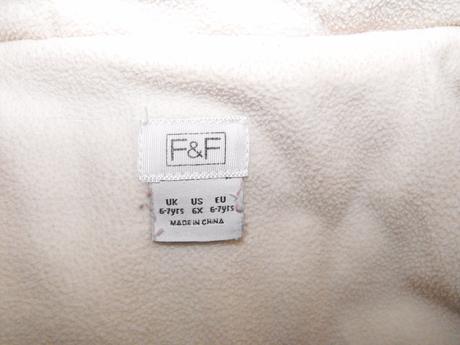 F&F
UK US EU
6-7yrs 6X 6-7yrs
MADE IN CHINA